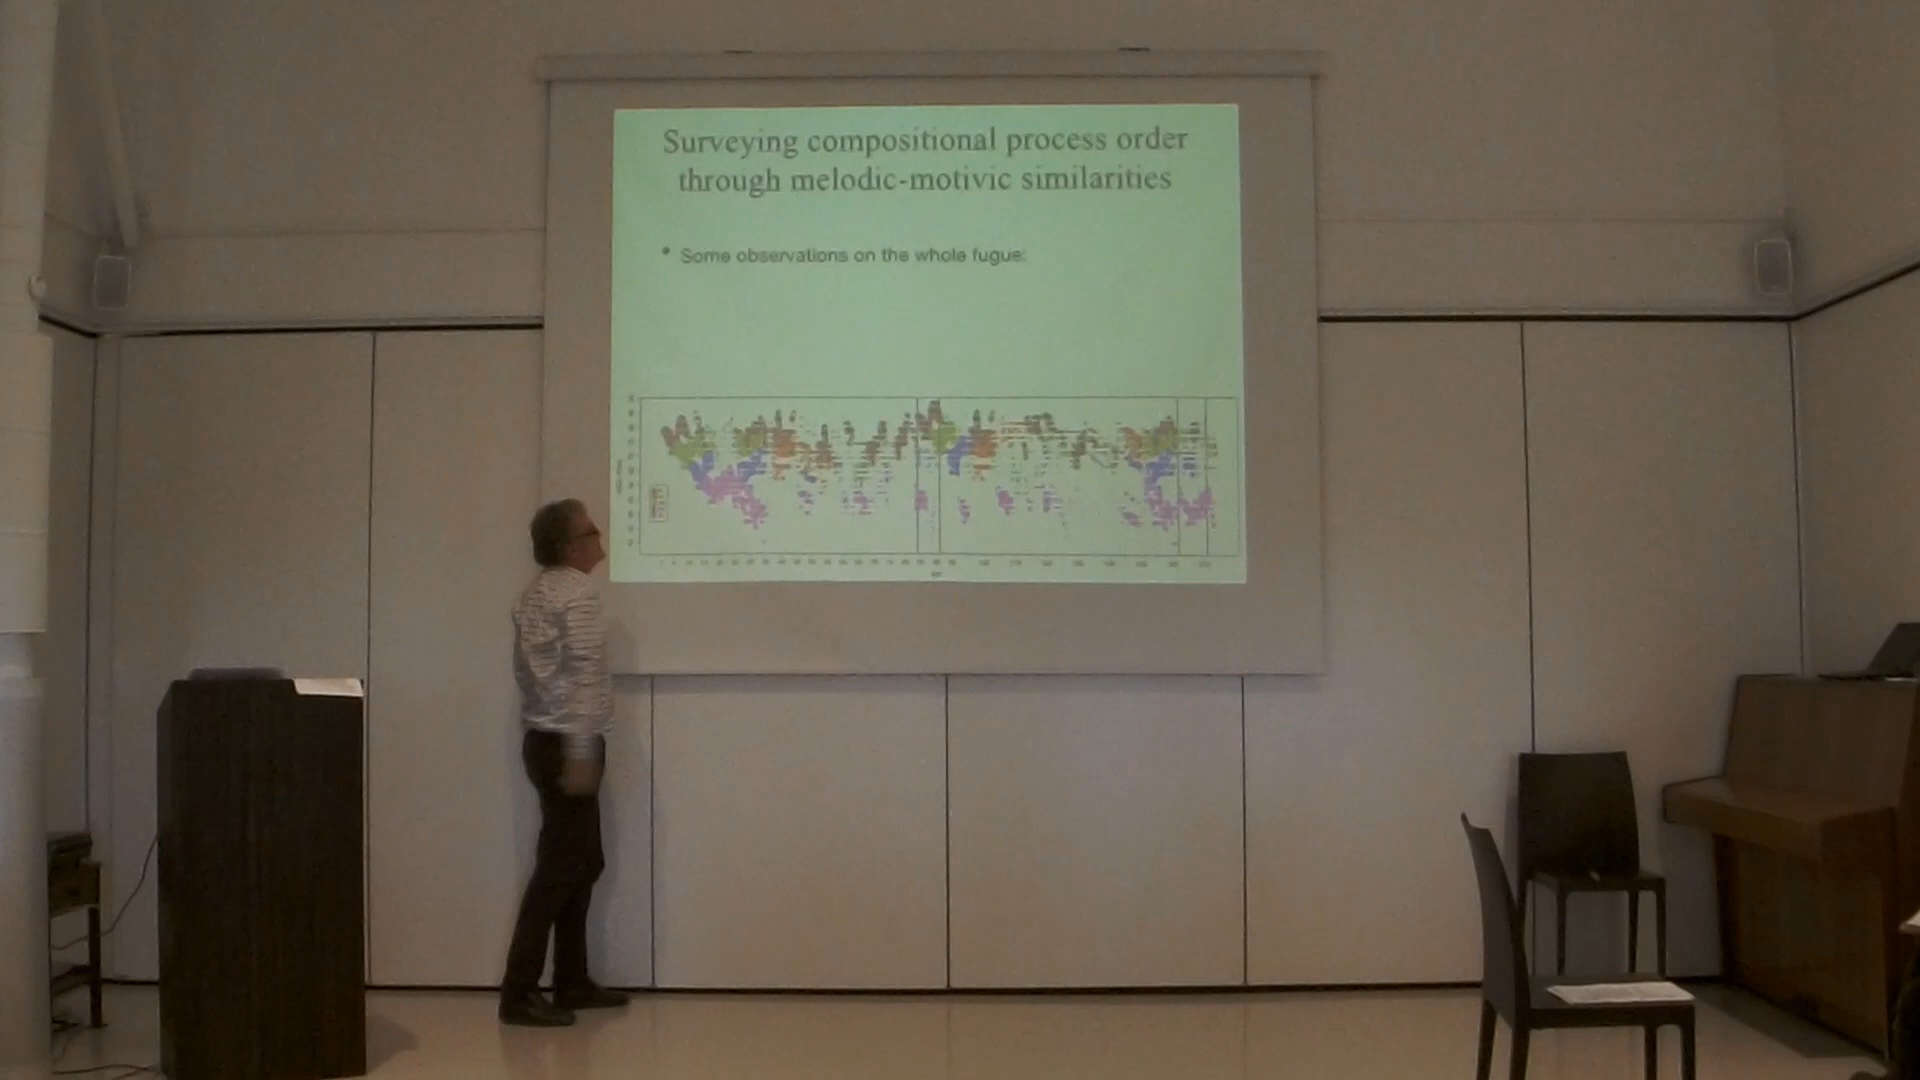 Surveying compositional process order
through melodic-motivic similarities
• Some observations on the whole fugue: